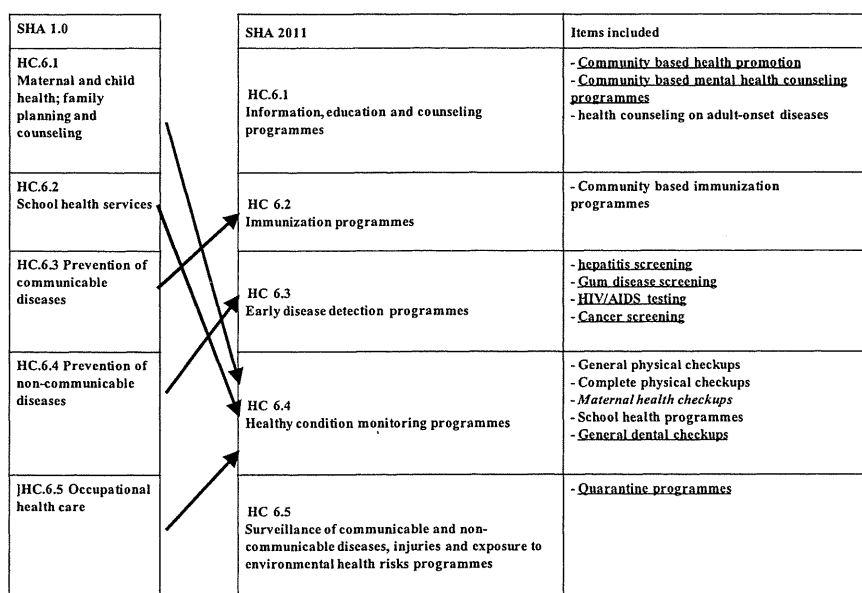 SHA 1.0
HC.6.1
Maternal and child
health; family
planning and
counseling
HC.6.2
School health services
HC.6.3 Prevention of
communicable
diseases
HC.6.4 Prevention of
non-communicable
diseases
]HC.6.5 Occupational
health care
SHA 2011
Items included
HC.6.1
Information, education and counseling
programmes
- Community based health promotion
- Community based mental health counseling
programmes
- health counseling on adult-onset diseases
HC 6.2
Immunization programmes
- Community based immunization
programmes
HC 6.3
Early disease detection programmes
- hepatitis screening
- Gum disease screening
- HIV/AIDS testing
- Cancer screening
HC 6.4
Healthy condition monitoring programmes
- General physical checkups
- Complete physical checkups
- Maternal health checkups
- School health programmes
- General dental checkups
HC 6.5
Surveillance of communicable and non-
communicable diseases, injuries and exposure to
environmental health risks programmes
- Quarantine programmes